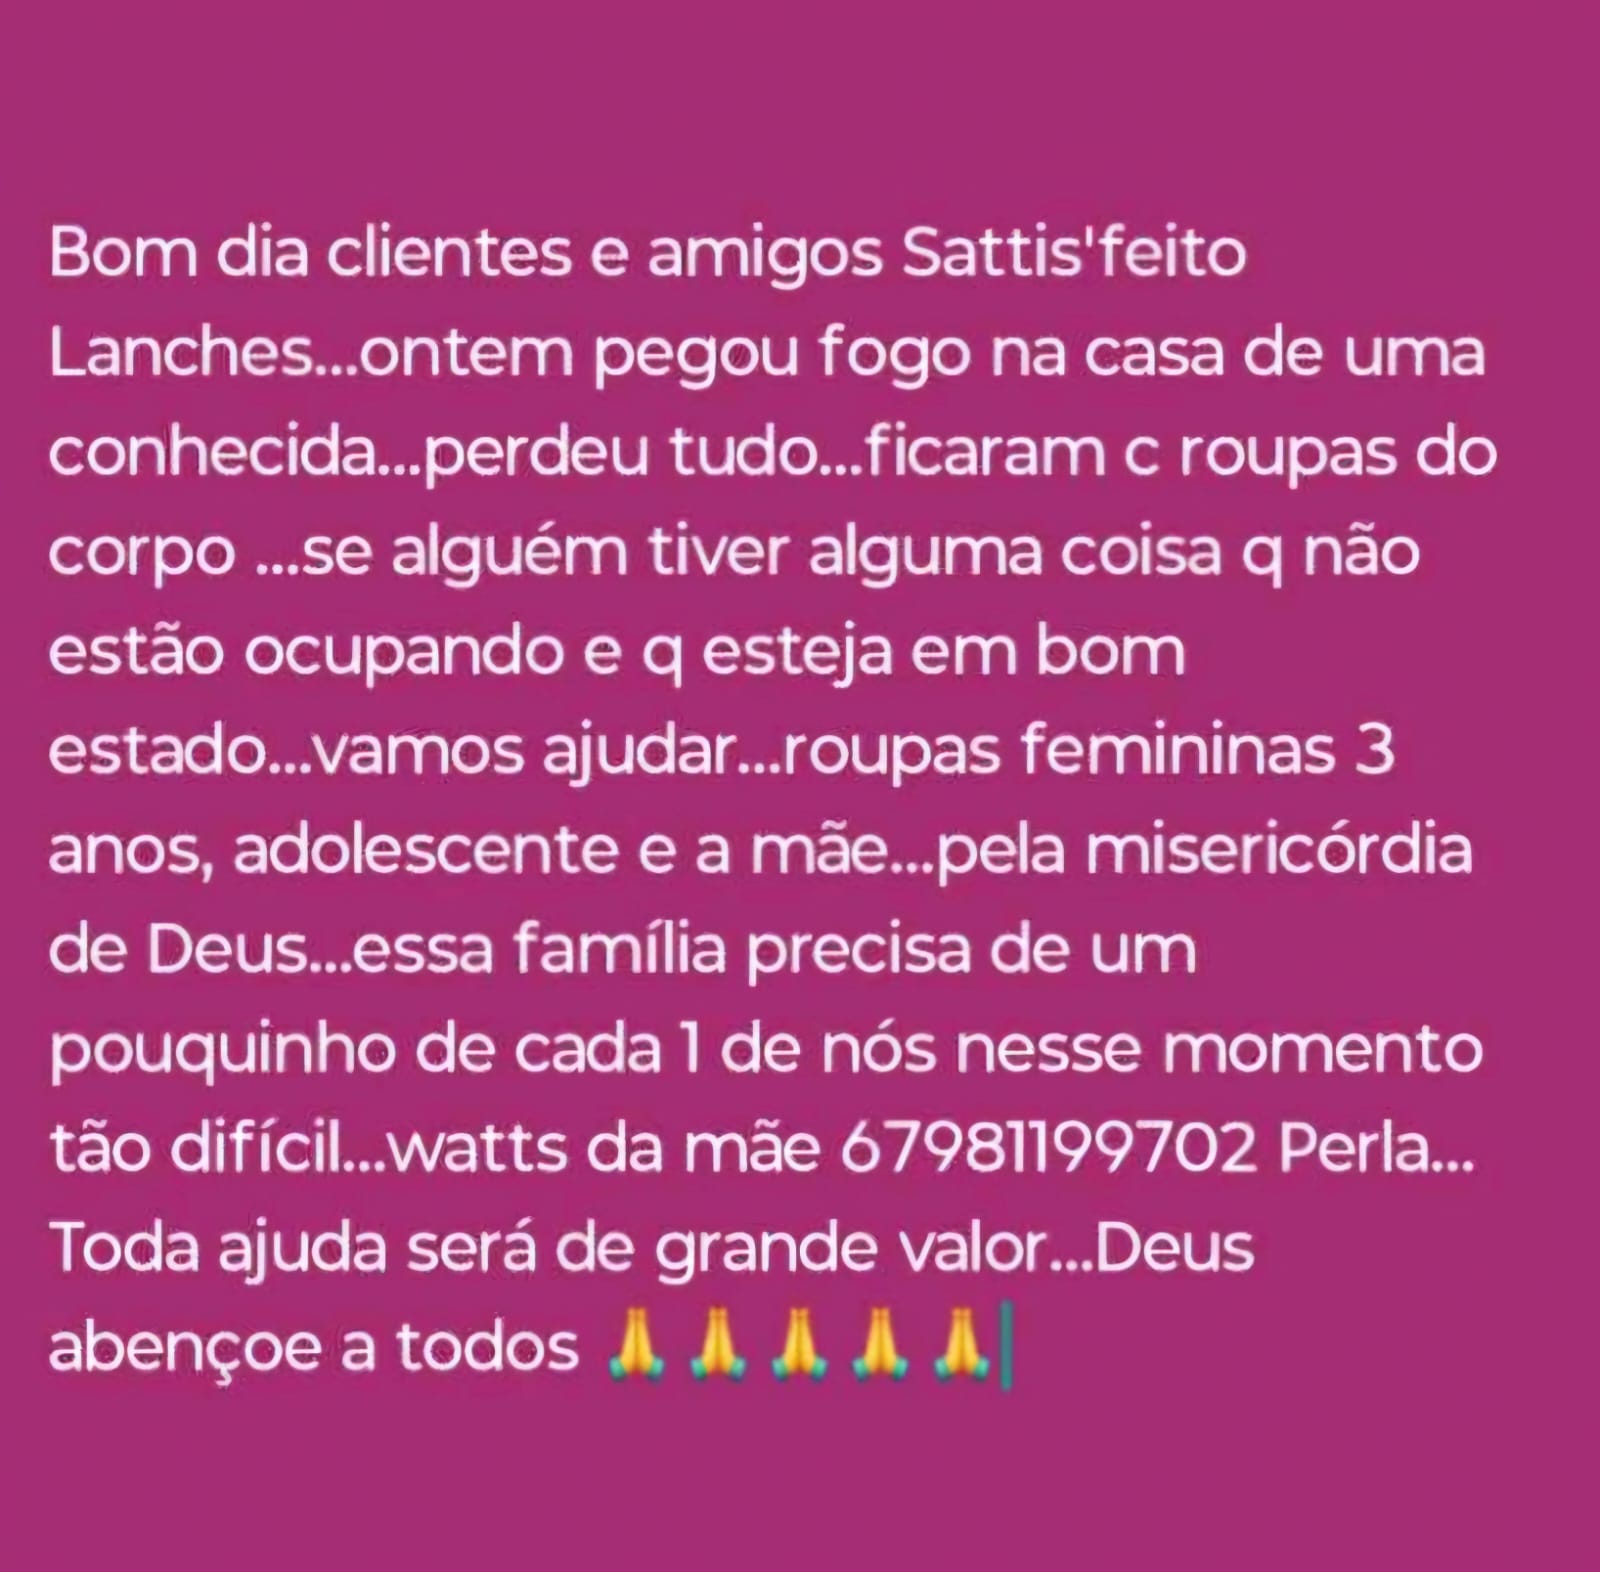 Bom dia clientes e amigos Sattis'feito
Lanches...ontem pegou fogo na casa de uma
conhecida...perdeu tudo...ficaram c roupas do
corpo ...se alguém tiver alguma coisa q não
estão ocupando e q esteja em bom
estado...vamos ajudar...roupas femininas 3
anos, adolescente e a mãe...pela misericórdia
de Deus...essa família precisa de um
pouquinho de cada 1 de nós nesse momento
tão difícil...watts da mãe 67981199702 Perla...
Toda ajuda será de grande valor...Deus
abençoe a todos 🙏🙏🙏🙏🙏